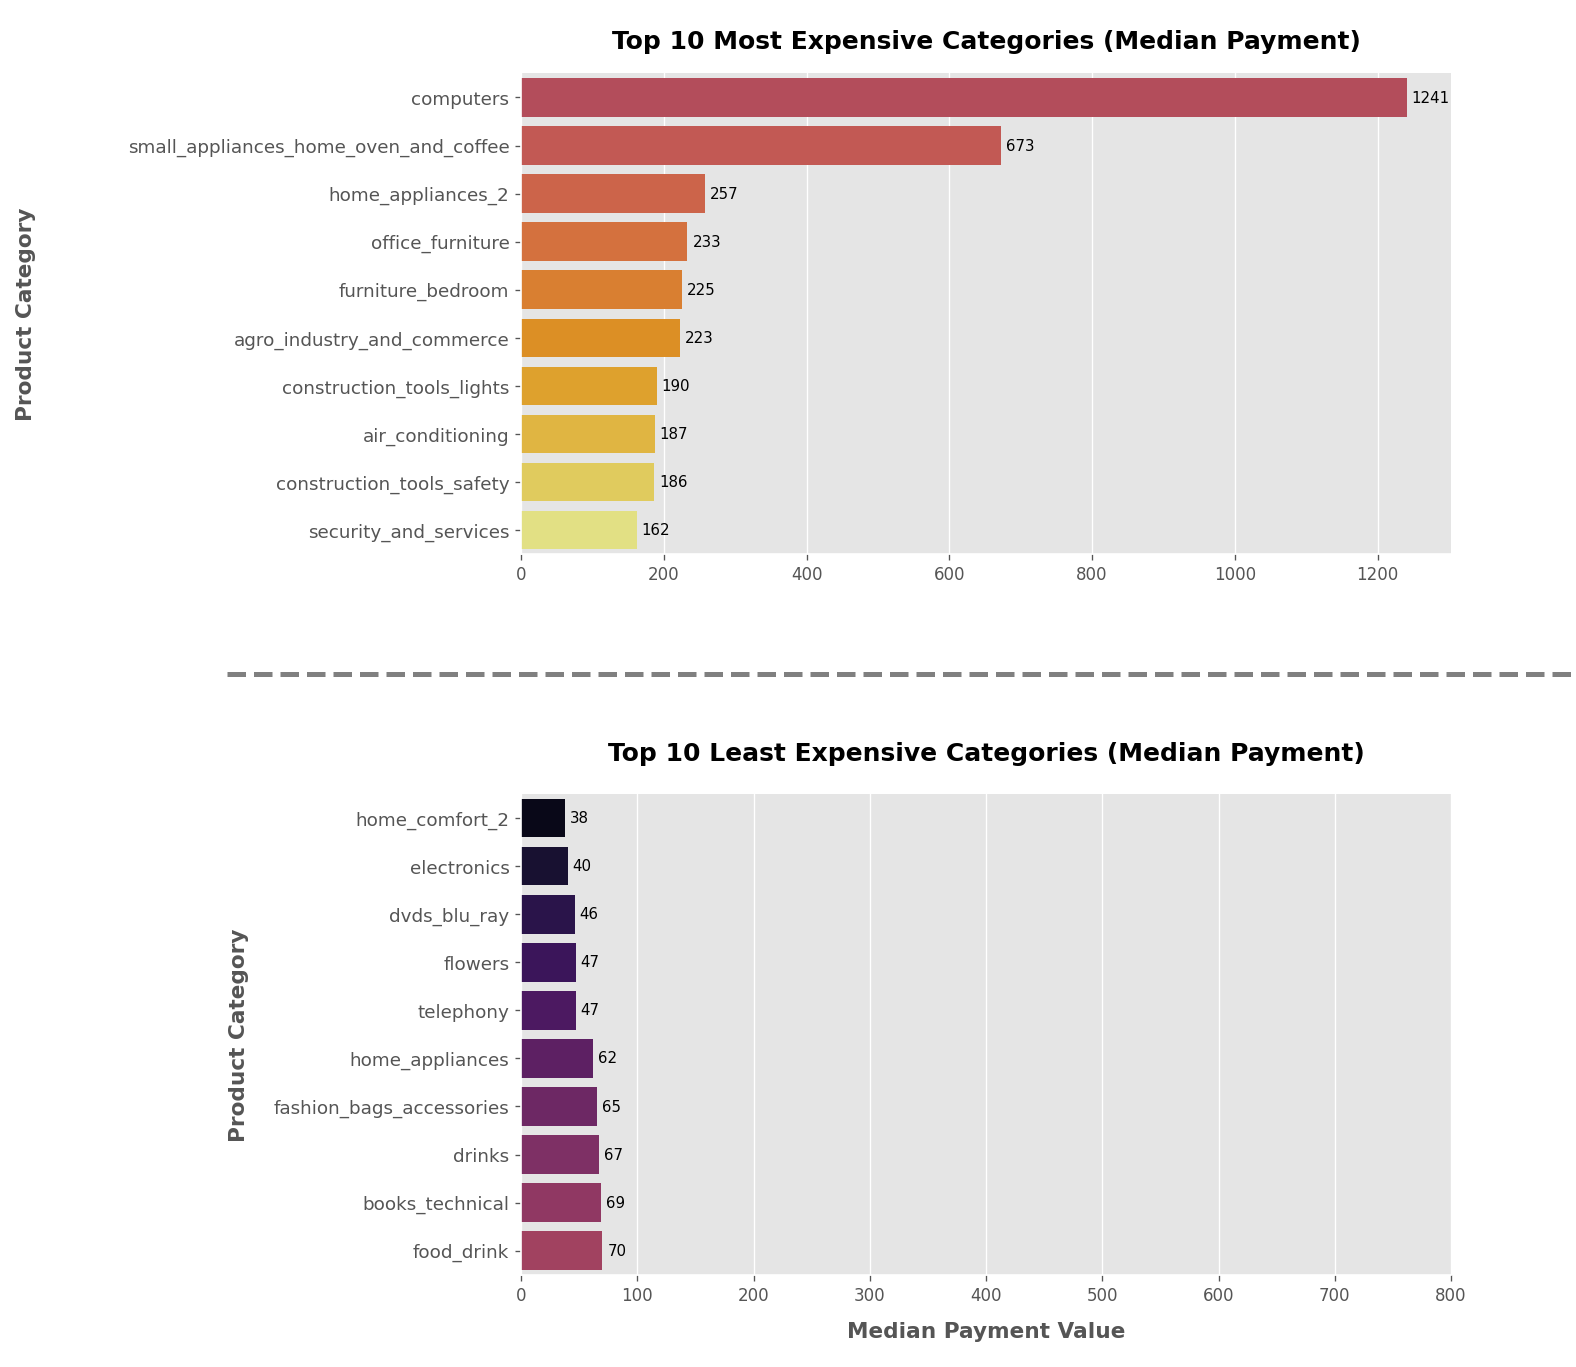 Top 10 Most Expensive Categories (Median Payment)
Product Category
computers 1241
small_appliances_home_oven_and_coffee 673
home_appliances_2 257
office_furniture 233
furniture_bedroom 225
agro_industry_and_commerce 223
construction_tools_lights 190
air_conditioning 187
construction_tools_safety 186
security_and_services 162
0 200 400 600 800 1000 1200
Top 10 Least Expensive Categories (Median Payment)
Product Category
home_comfort_2 38
electronics 40
dvds_blu_ray 46
flowers 47
telephony 47
home_appliances 62
fashion_bags_accessories 65
drinks 67
books_technical 69
food_drink 70
0 100 200 300 400 500 600 700 800
Median Payment Value